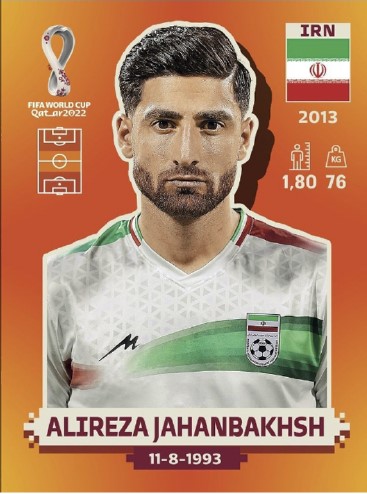 IRN
FIFA WORLD CUP
Qatar2022
2013
KG
1,80 76
ALIREZA JAHANBAKHSH
11-8-1993